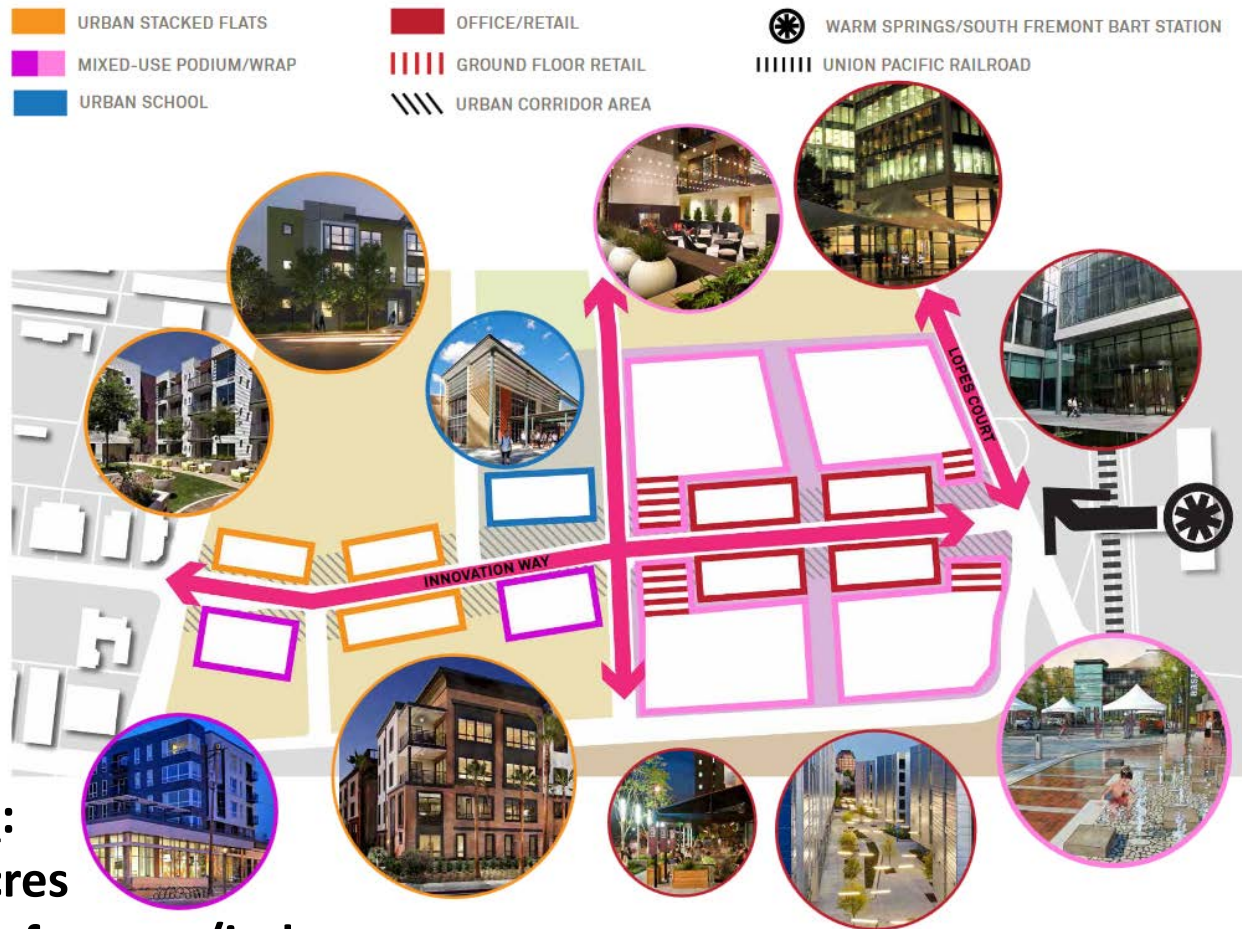 URBAN STACKED FLATS
OFFICE/RETAIL
WARM SPRINGS/SOUTH FREMONT BART STATION
MIXED-USE PODIUM/WRAP
GROUND FLOOR RETAIL
UNION PACIFIC RAILROAD
URBAN SCHOOL
URBAN CORRIDOR AREA
LOPES COURT
INNOVATION WAY